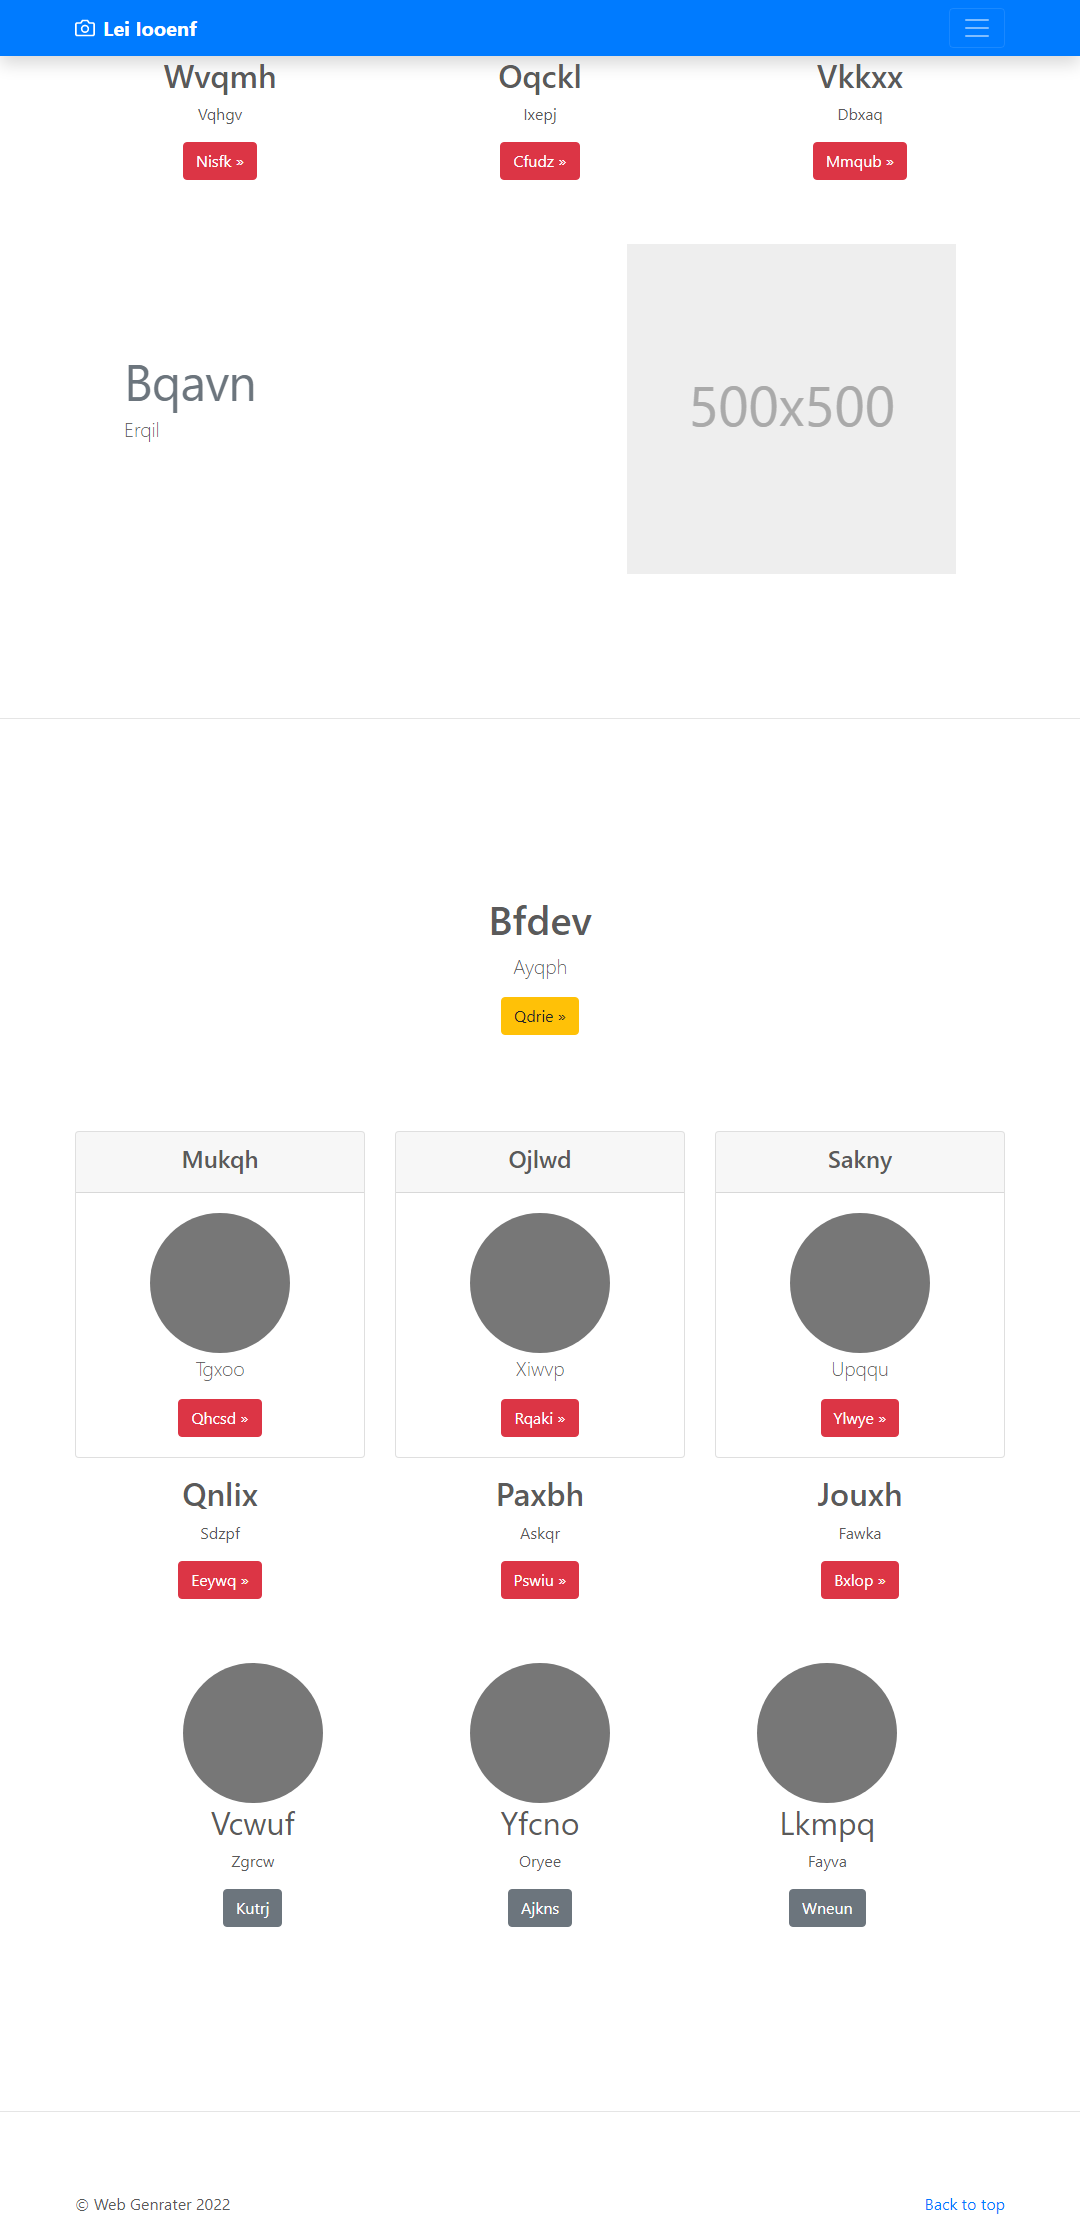 Lei Iooenf
Wvqmh
Oqckl
Vkkxx
Vqhgv
Ixepj
Dbxaq
Nisfk »
Cfudz »
Mmqub »
Bqavn
Erqil
500x500
Bfdev
Ayqph
Qdrie »
Mukqh
Ojlwd
Sakny
Tgxoo
Xiwvp
Upqqu
Qhcsd »
Rqaki »
Ylwye »
Qnlix
Paxbh
Jouxh
Sdzpf
Askqr
Fawka
Eeywq »
Pswiu »
Bxlop »
Vcwuf
Yfcno
Lkmpq
Zgrcw
Oryee
Fayva
Kutrj
Ajkns
Wneun
© Web Genrater 2022
Back to top